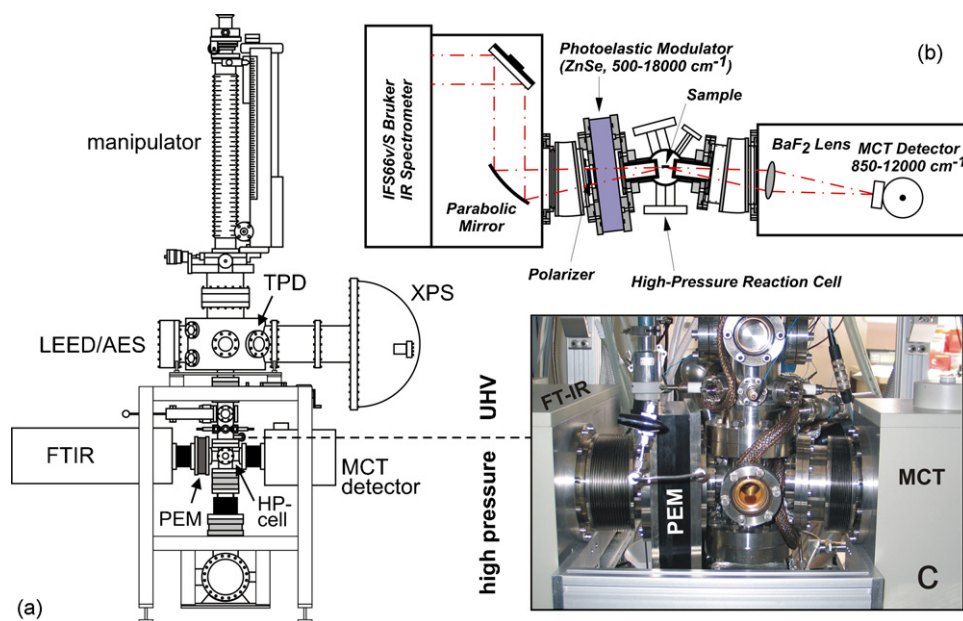 manipulator
TPD
XPS
LEED/AES
FTIR
PEM
HP-
cell
MCT
detector
(a)
UHV
high pressure
(b)
IFS66v/S Bruker
IR Spectrometer
Photoelastic Modulator
(ZnSe, 500-18000 cm⁻¹)
Sample
BaF₂ Lens
MCT Detector
850-12000 cm⁻¹
Parabolic
Mirror
Polarizer
High-Pressure Reaction Cell
FT-IR
PEM
MCT
C